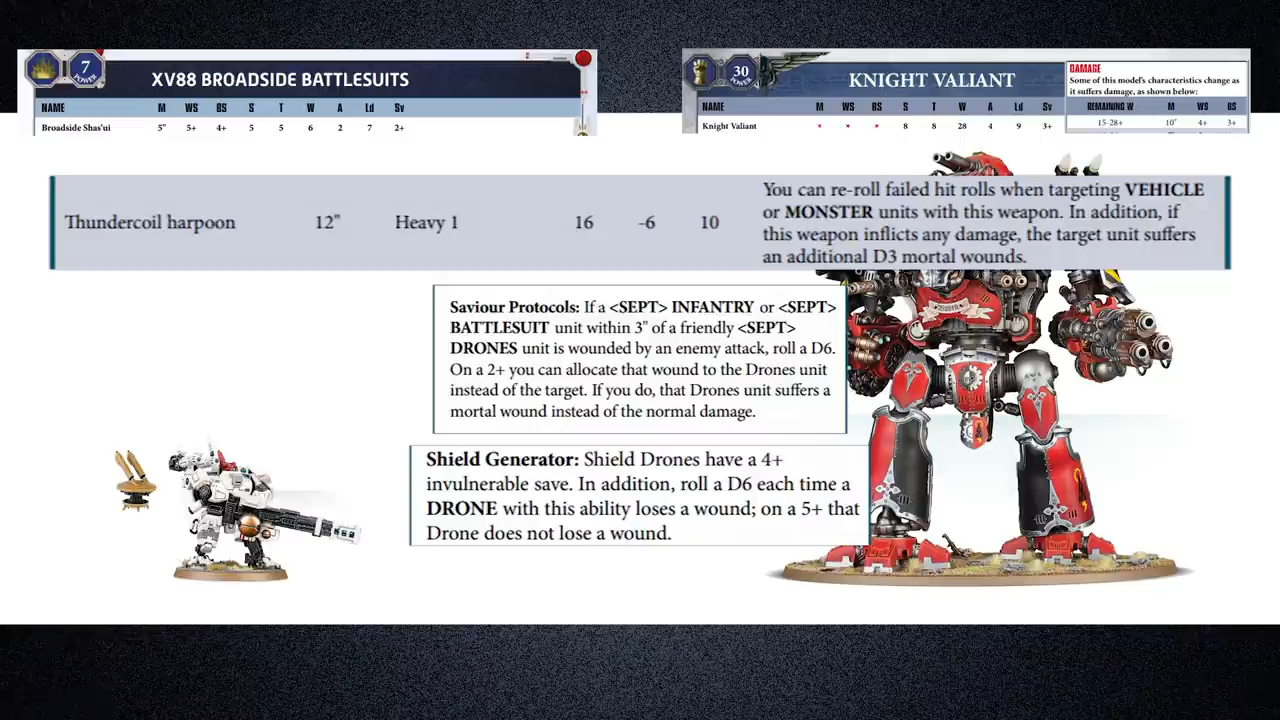 7
POWER
XV88 BROADSIDE BATTLESUITS
NAME M WS BS S T W A Ld Sv
Broadside Shas'ui 5" 5+ 4+ 5 5 6 2 7 2+
30
POWER
KNIGHT VALIANT
NAME M WS BS S T W A Ld Sv
Knight Valiant * * * 8 8 28 4 9 3+
DAMAGE
Some of this model's characteristics change as
it suffers damage, as shown below:
REMAINING W M WS BS
15-28+ 10" 4+ 3+
Thundercoil harpoon 12" Heavy 1 16 -6 10
You can re-roll failed hit rolls when targeting VEHICLE
or MONSTER units with this weapon. In addition, if
this weapon inflicts any damage, the target unit suffers
an additional D3 mortal wounds.
Saviour Protocols: If a <SEPT> INFANTRY or <SEPT>
BATTLESUIT unit within 3" of a friendly <SEPT>
DRONES unit is wounded by an enemy attack, roll a D6.
On a 2+ you can allocate that wound to the Drones unit
instead of the target. If you do, that Drones unit suffers a
mortal wound instead of the normal damage.
Shield Generator: Shield Drones have a 4+
invulnerable save. In addition, roll a D6 each time a
DRONE with this ability loses a wound; on a 5+ that
Drone does not lose a wound.